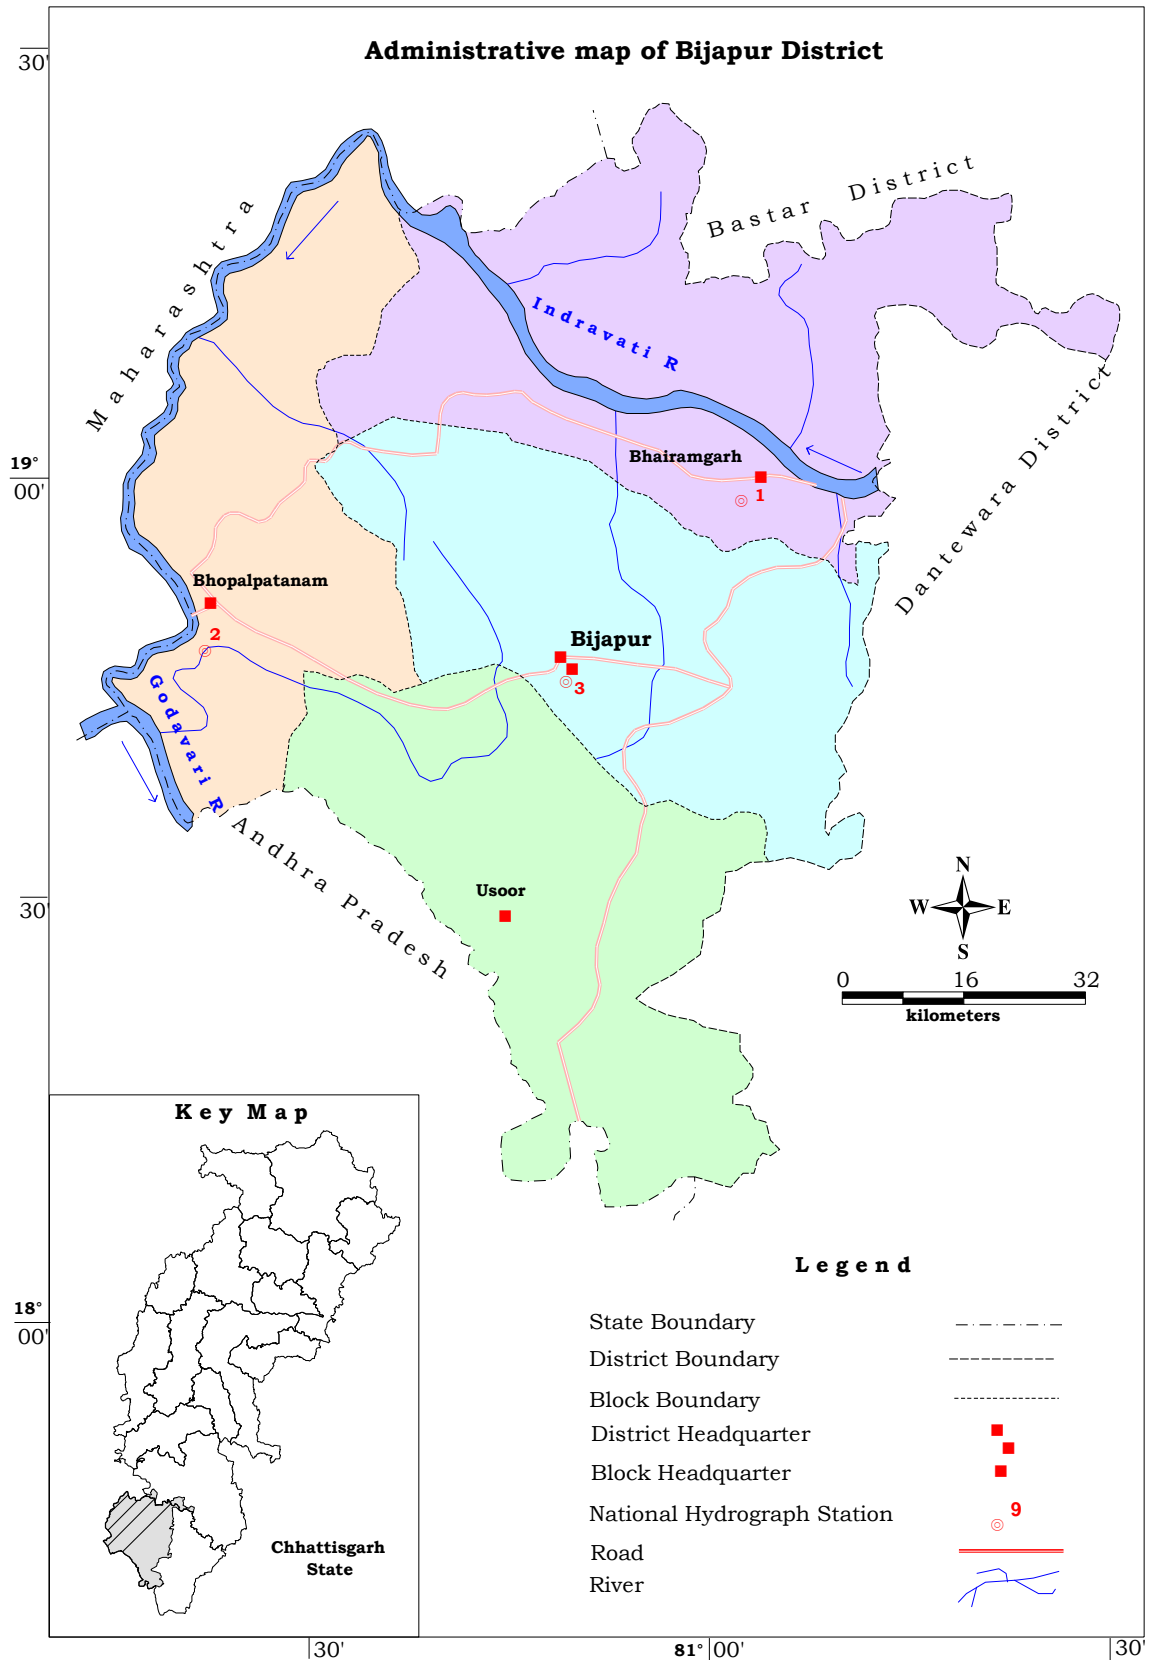 Administrative map of Bijapur District
30'
Bastar District
Maharashtra
Indravati R
Dantewara District
Bhairamgarh
1
19°
00'
Bhopalpatanam
2
Bijapur
3
Godavari R
Andhra Pradesh
Usoor
30'
N
W E
S
0 16 32
kilometers
Key Map
Chhattisgarh
State
18°
00'
Legend
State Boundary
District Boundary
Block Boundary
District Headquarter
Block Headquarter
National Hydrograph Station 9
Road
River
30' 81° 00' 30'